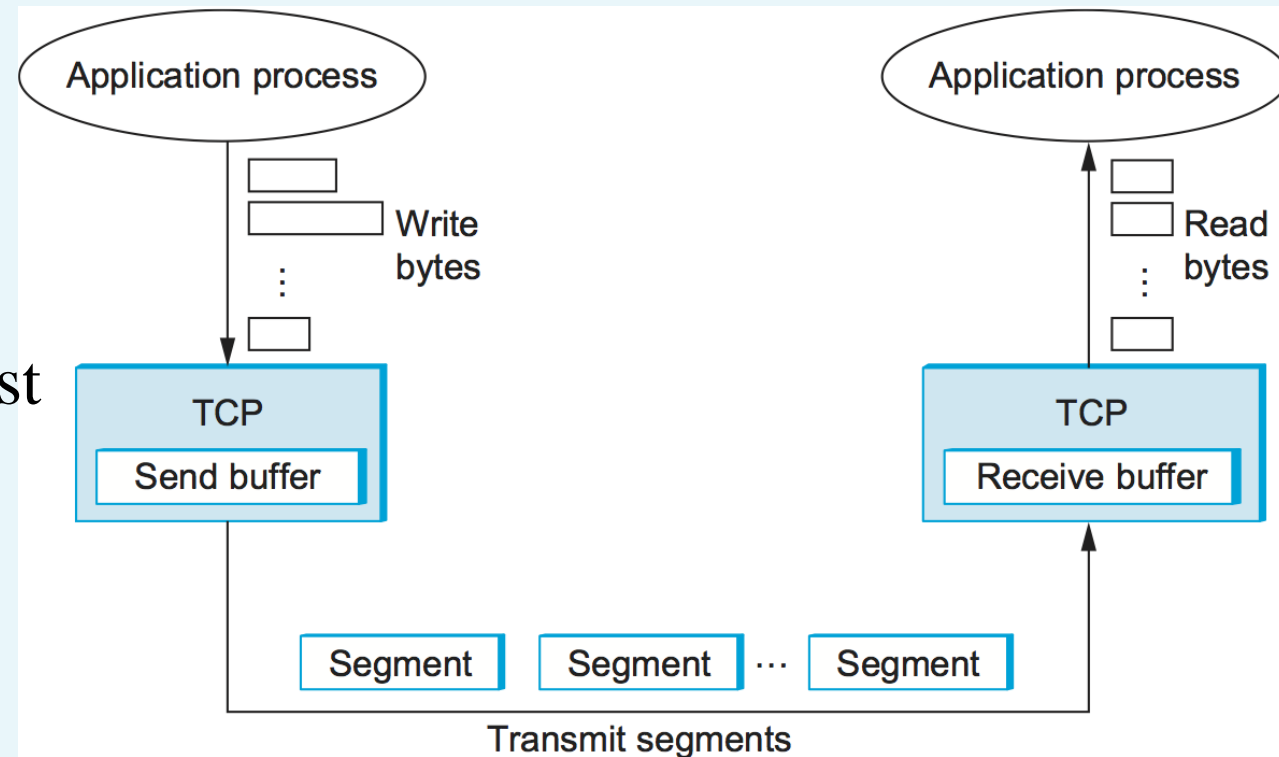 Application process
Application process
Write
bytes
Read
bytes
⋮
⋮
st
TCP
Send buffer
TCP
Receive buffer
Segment
Segment
...
Segment
Transmit segments